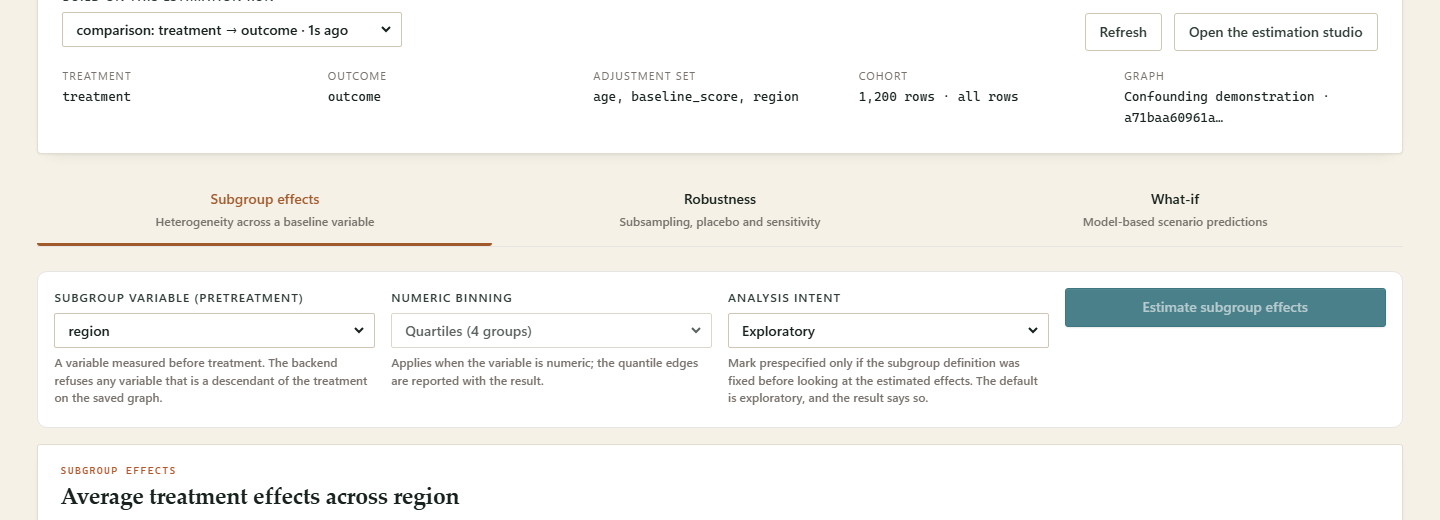 comparison: treatment → outcome · 1s ago
Refresh
Open the estimation studio
TREATMENT
treatment
OUTCOME
outcome
ADJUSTMENT SET
age, baseline_score, region
COHORT
1,200 rows · all rows
GRAPH
Confounding demonstration ·
a71baa60961a…
Subgroup effects
Heterogeneity across a baseline variable
Robustness
Subsampling, placebo and sensitivity
What-if
Model-based scenario predictions
SUBGROUP VARIABLE (PRETREATMENT)
region
A variable measured before treatment. The backend
refuses any variable that is a descendant of the treatment
on the saved graph.
NUMERIC BINNING
Quartiles (4 groups)
Applies when the variable is numeric; the quantile edges
are reported with the result.
ANALYSIS INTENT
Exploratory
Mark prespecified only if the subgroup definition was
fixed before looking at the estimated effects. The default
is exploratory, and the result says so.
Estimate subgroup effects
SUBGROUP EFFECTS
Average treatment effects across region